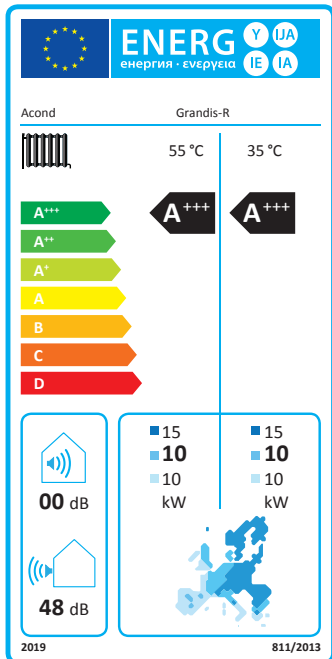 ENERG Y IJA
енергия · ενεργεια IE IA
Acond Grandis-R
55 °C 35 °C
A+++ A+++ A+++
A++
A+
A
B
C
D
15 15
10 10
10 10
kW kW
00 dB
48 dB
2019 811/2013